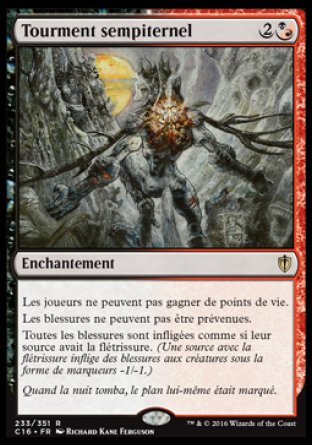 Tourment sempiternel 2
Enchantement
Les joueurs ne peuvent pas gagner de points de vie.
Les blessures ne peuvent pas être prévenues.
Toutes les blessures sont infligées comme si leur
source avait la flétrissure. (Une source avec la
flétrissure inflige des blessures aux créatures sous la
forme de marqueurs -1/-1.)
Quand la nuit tomba, le plan lui-même était marqué.
233/351 R
C16 • FR RICHARD KANE FERGUSON ™ & © 2016 Wizards of the Coast